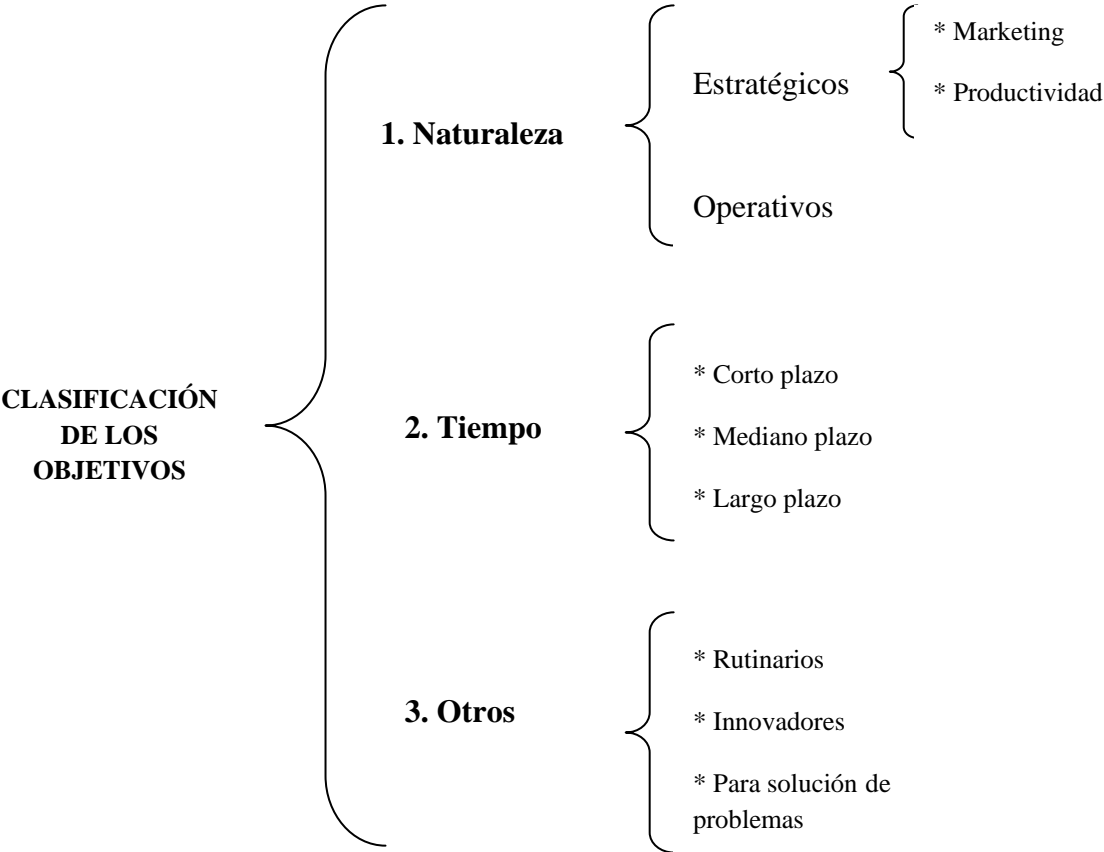 CLASIFICACIÓN
DE LOS
OBJETIVOS
1. Naturaleza
Estratégicos
* Marketing
* Productividad
Operativos
2. Tiempo
* Corto plazo
* Mediano plazo
* Largo plazo
3. Otros
* Rutinarios
* Innovadores
* Para solución de
problemas